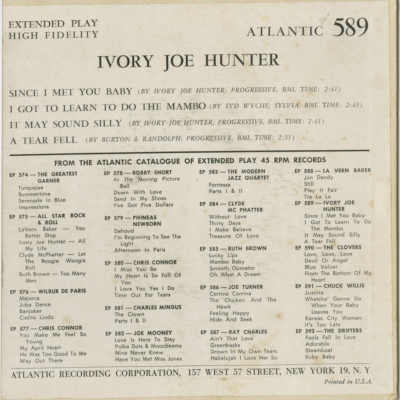 EXTENDED PLAY
HIGH FIDELITY
ATLANTIC 589
IVORY JOE HUNTER
SINCE I MET YOU BABY (BY IVORY JOE HUNTER; PROGRESSIVE, BMI. TIME: 2:41)
I GOT TO LEARN TO DO THE MAMBO (BY SYD WYCHE; SYLVIA; BMI. TIME: 2:45)
IT MAY SOUND SILLY (BY IVORY JOE HUNTER; PROGRESSIVE, BMI. TIME: 2:41)
A TEAR FELL (BY BURTON & RANDOLPH; PROGRESSIVE, BMI. TIME: 2:31)
FROM THE ATLANTIC CATALOGUE OF EXTENDED PLAY 45 RPM RECORDS
EP 574 — THE GREATEST
GARNER
Turquoise
Summertime
Serenade In Blue
Impressions
EP 575 — ALL STAR ROCK
& ROLL
LaVern Baker — You
Better Stop
Ivory Joe Hunter — All
My Life
Clyde McPhatter — Let
The Boogie Woogie
Roll
Ruth Brown — Too Many
Men
EP 576 — WILBUR DE PARIS
Majorca
Juba Dance
Banjoker
Cielito Lindo
EP 577 — CHRIS CONNOR
You Make Me Feel So
Young
My April Heart
He Was Too Good To Me
Way Out There
EP 578 — BOBBY SHORT
At The Moving Picture
Ball
Down With Love
Sand In My Shoes
I've Got Five Dollars
EP 579 — PHINEAS
NEWBORN
Dahoud
I'm Beginning To See The
Light
Afternoon In Paris
EP 580 — CHRIS CONNOR
I Miss You So
My Heart Is So Full Of
You
I Love You Yes I Do
Time Out For Tears
EP 581 — CHARLES MINGUS
The Clown
Parts I & II
EP 582 — JOE MOONEY
Love Is Here To Stay
Polka Dots & Moonbeams
Nina Never Knew
Have You Met Miss Jones
EP 583 — THE MODERN
JAZZ QUARTET
Fontessa
Parts I & II
EP 584 — CLYDE
MC PHATTER
Without Love
Thirty Days
I Make Believe
Treasure Of Love
EP 585 — RUTH BROWN
Lucky Lips
Mambo Baby
Smooth Operator
Oh What A Dream
EP 586 — JOE TURNER
Corrine Corrina
The Chicken And The
Hawk
Feeling Happy
Hide And Seek
EP 587 — RAY CHARLES
Ain't That Love
Greenbacks
Drown In My Own Tears
Hallelujah I Love Her So
EP 588 — LA VERN BAKER
Jim Dandy
Still
Play It Fair
Tra La La
EP 589 — IVORY JOE
HUNTER
Since I Met You Baby
I Got To Learn To Do
The Mambo
It May Sound Silly
A Tear Fell
EP 590 — THE CLOVERS
Love, Love, Love
Devil Or Angel
Blue Velvet
From The Bottom Of My
Heart
EP 591 — CHUCK WILLIS
Juanita
Whatcha' Gonna Do
When Your Baby
Leaves You
Kansas City Woman
It's Too Late
EP 592 — THE DRIFTERS
Fools Fall In Love
Adorable
Steamboat
Ruby Baby
ATLANTIC RECORDING CORPORATION, 157 WEST 57 STREET, NEW YORK 19, N. Y.
Printed in U.S.A.